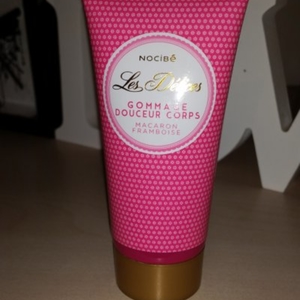 NOCIBÉ
Les Délices
GOMMAGE
DOUCEUR CORPS
MACARON
FRAMBOISE